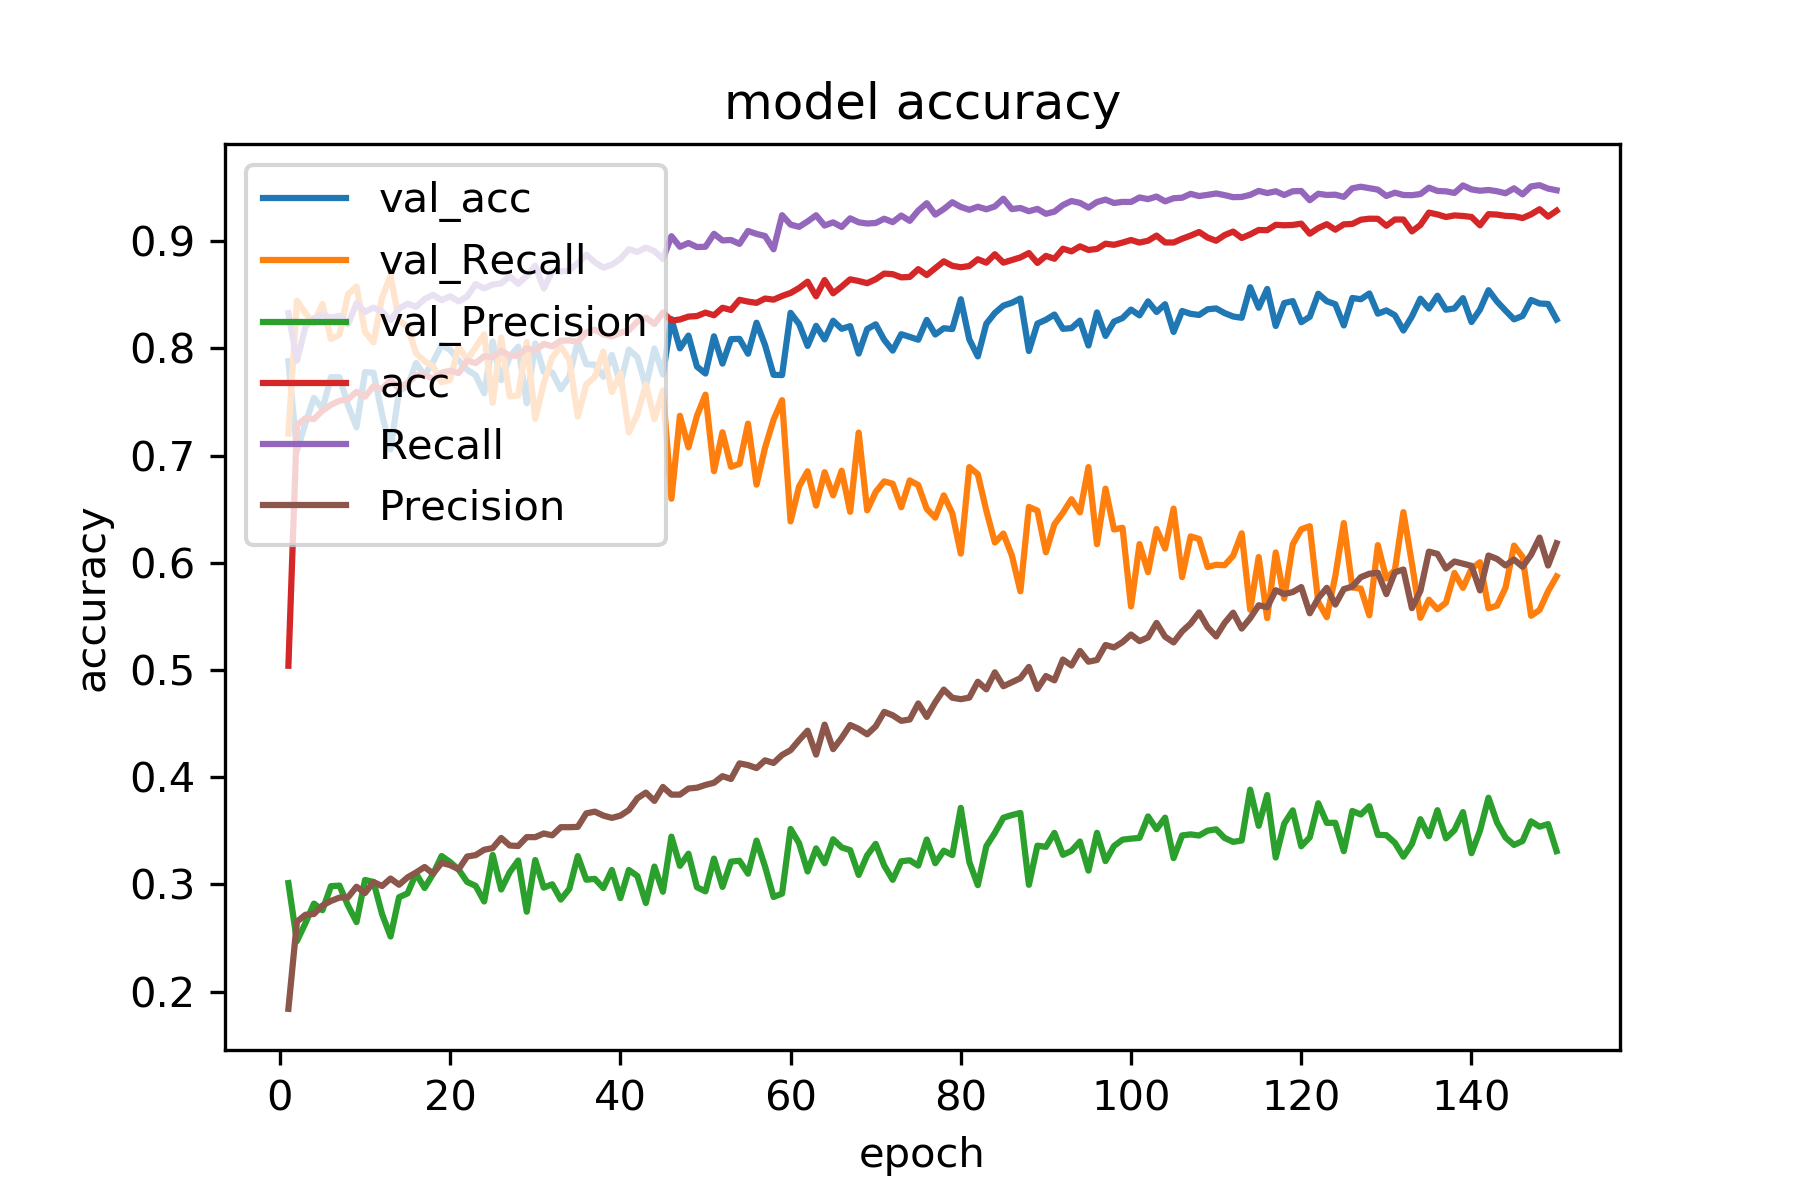 model accuracy
val_acc
val_Recall
val_Precision
acc
Recall
Precision
accuracy
0.9
0.8
0.7
0.6
0.5
0.4
0.3
0.2
0 20 40 60 80 100 120 140
epoch